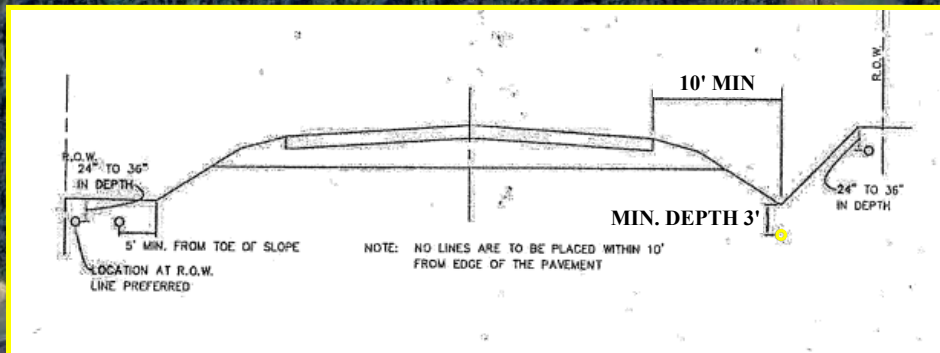 R.O.W.
10' MIN
R.O.W.
24" TO 36"
IN DEPTH
24" TO 36"
IN DEPTH
MIN. DEPTH 3'
5' MIN. FROM TOE OF SLOPE
NOTE: NO LINES ARE TO BE PLACED WITHIN 10'
FROM EDGE OF THE PAVEMENT
LOCATION AT R.O.W.
LINE PREFERRED